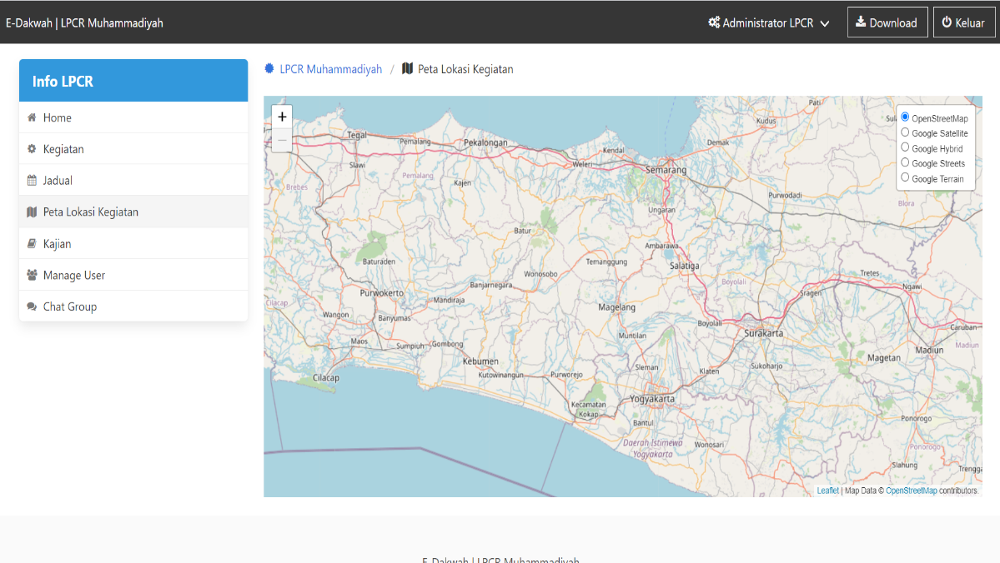 E-Dakwah | LPCR Muhammadiyah
Administrator LPCR
Download
Keluar
Info LPCR
Home
Kegiatan
Jadual
Peta Lokasi Kegiatan
Kajian
Manage User
Chat Group
LPCR Muhammadiyah / Peta Lokasi Kegiatan
+
−
OpenStreetMap
Google Satellite
Google Hybrid
Google Streets
Google Terrain
Pati
Kudus
Demak
Tegal
Pemalang
Pekalongan
Kendal
Weleri
Semarang
Slawi
Pemalang
Brebes
Kajen
Purwodadi
Blora
Ungaran
Batur
Ambarawa
Baturaden
Temanggung
Salatiga
Wonosobo
Tretes
Banjarnegara
Boyolali
Ngawi
Purwokerto
Mandiraja
Sragen
Cilacap
Magelang
Wangon
Banyumas
Boyolali
Caruban
Surakarta
Muntilan
Maos
Sumpiuh
Gombong
Madiun
Madiun
Magetan
Kebumen
Sleman
Klaten
Sukoharjo
Kutowinangun
Purworejo
Cilacap
Yogyakarta
Kecamatan
Kokap
Ponorogo
Bantul
Daerah Istimewa
Yogyakarta
Wonosari
Ponorogo
Slahung
Trengga
Leaflet | Map Data © OpenStreetMap contributors.
E-Dakwah | LPCR Muhammadiyah